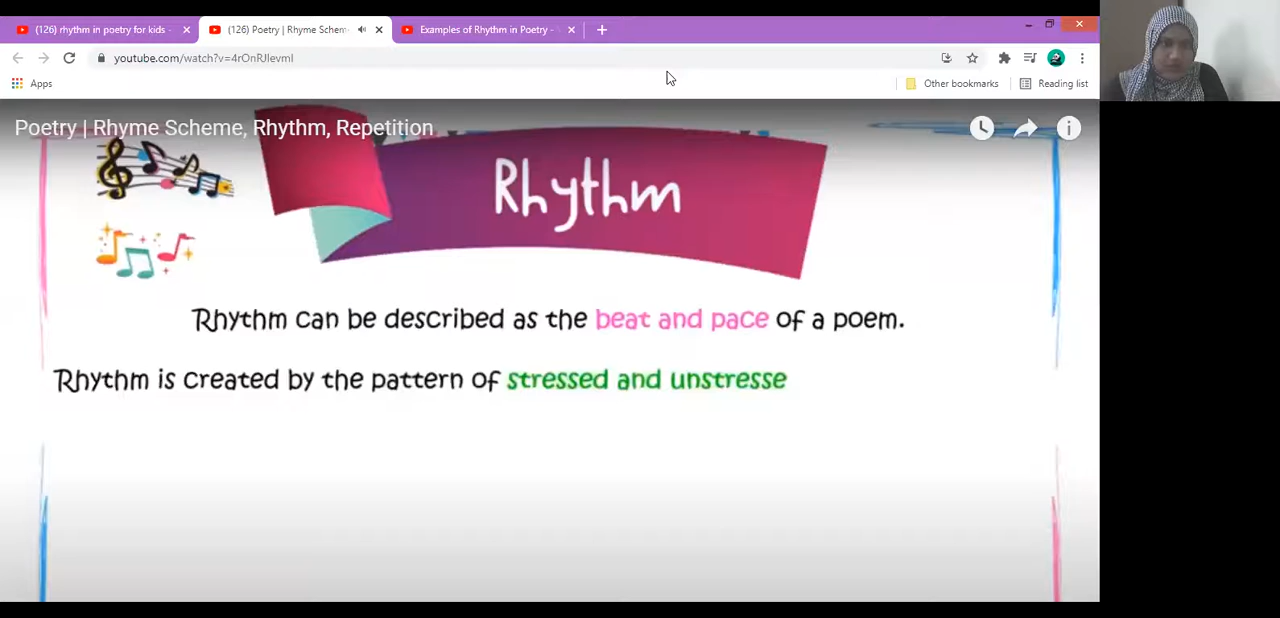 (126) rhythm in poetry for kids -
(126) Poetry | Rhyme Schem
Examples of Rhythm in Poetry -
youtube.com/watch?v=4rOnRJIevmI
Apps
Other bookmarks
Reading list
Poetry | Rhyme Scheme, Rhythm, Repetition
Rhythm
Rhythm can be described as the beat and pace of a poem.
Rhythm is created by the pattern of stressed and unstresse